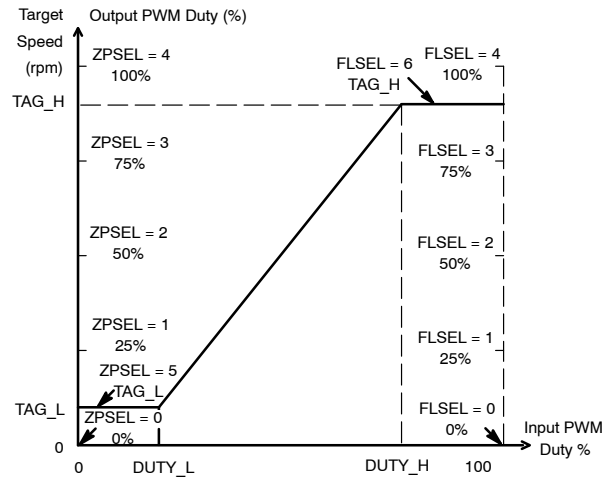 Target
Speed
(rpm)
Output PWM Duty (%)
ZPSEL = 4
100%
FLSEL = 6
TAG_H
FLSEL = 4
100%
TAG_H
ZPSEL = 3
75%
FLSEL = 3
75%
ZPSEL = 2
50%
FLSEL = 2
50%
ZPSEL = 1
25%
FLSEL = 1
25%
ZPSEL = 5
TAG_L
TAG_L
ZPSEL = 0
0%
FLSEL = 0
0%
Input PWM
Duty %
0
0
DUTY_L
DUTY_H
100